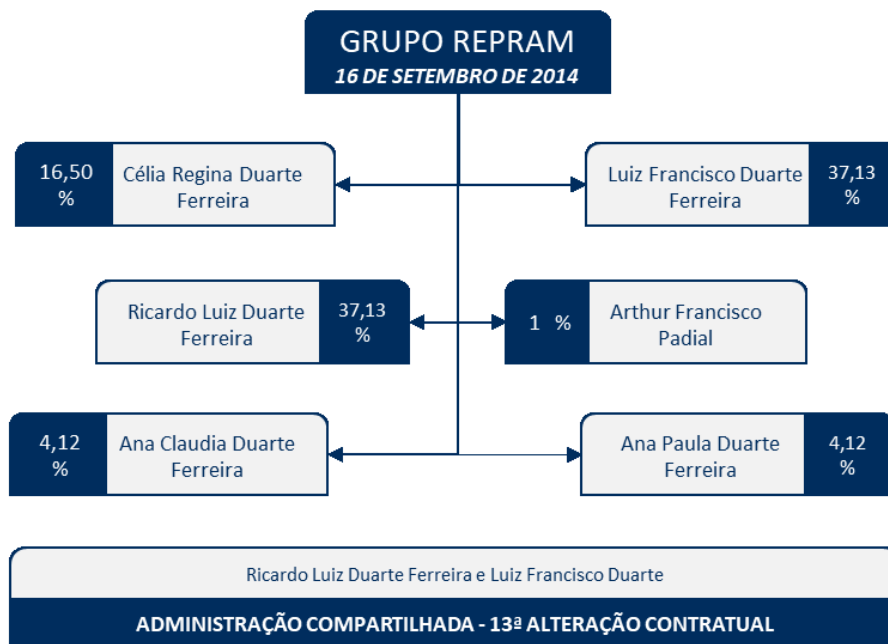 GRUPO REPRAM
16 DE SETEMBRO DE 2014
16,50
%
Célia Regina Duarte
Ferreira
Luiz Francisco Duarte
Ferreira
37,13
%
Ricardo Luiz Duarte
Ferreira
37,13
%
1 %
Arthur Francisco
Padial
4,12
%
Ana Claudia Duarte
Ferreira
Ana Paula Duarte
Ferreira
4,12
%
Ricardo Luiz Duarte Ferreira e Luiz Francisco Duarte
ADMINISTRAÇÃO COMPARTILHADA - 13ª ALTERAÇÃO CONTRATUAL